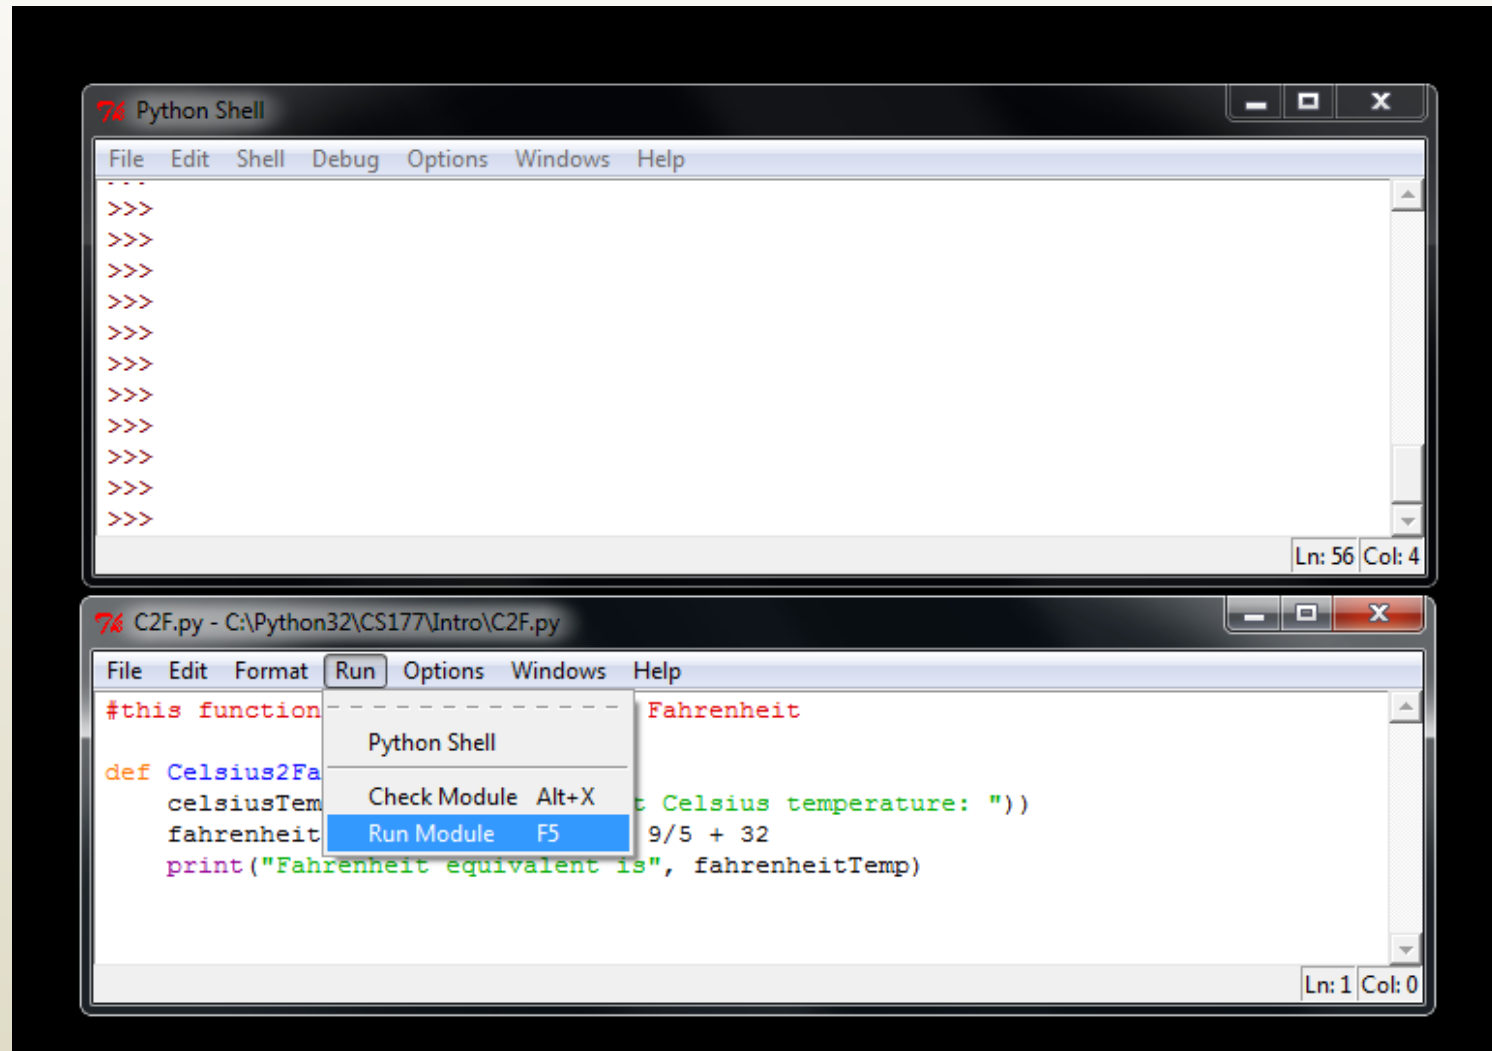 Python Shell
File Edit Shell Debug Options Windows Help
>>>
>>>
>>>
>>>
>>>
>>>
>>>
>>>
>>>
>>>
>>>
Ln: 56 Col: 4
C2F.py - C:\Python32\CS177\Intro\C2F.py
File Edit Format Run Options Windows Help
#this function Fahrenheit
Python Shell
def Celsius2Fa
Check Module Alt+X
celsiusTem t Celsius temperature: "))
Run Module F5
fahrenheit 9/5 + 32
print("Fahrenheit equivalent is", fahrenheitTemp)
Ln: 1 Col: 0